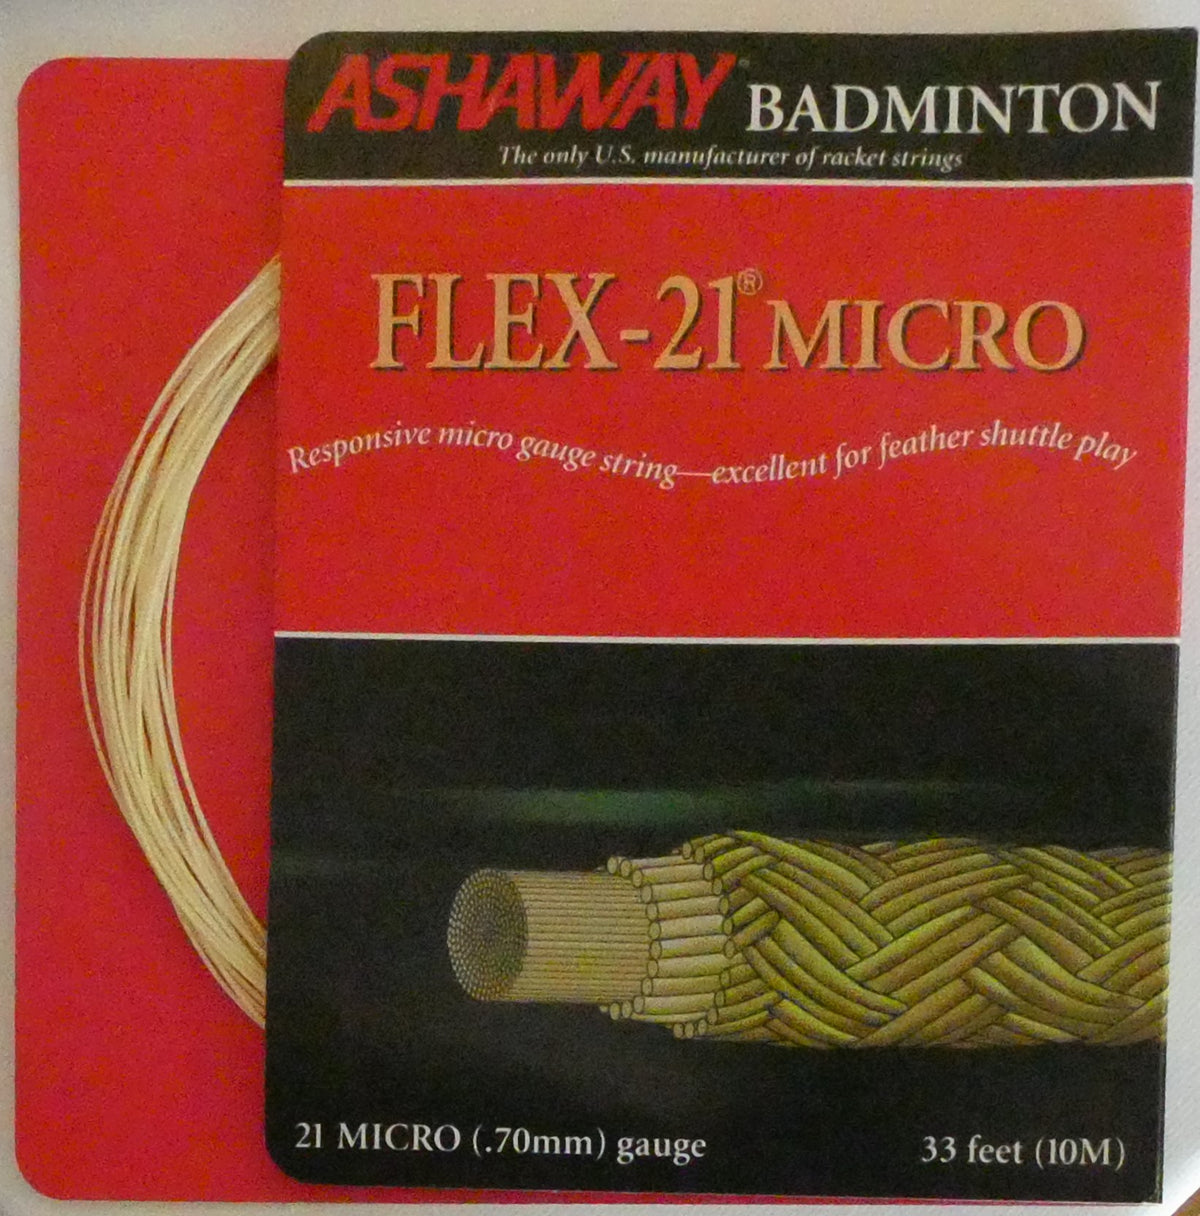 ASHAWAY BADMINTON
The only U.S. manufacturer of racket strings
FLEX-21® MICRO
Responsive micro gauge string—excellent for feather shuttle play
21 MICRO (.70mm) gauge
33 feet (10M)